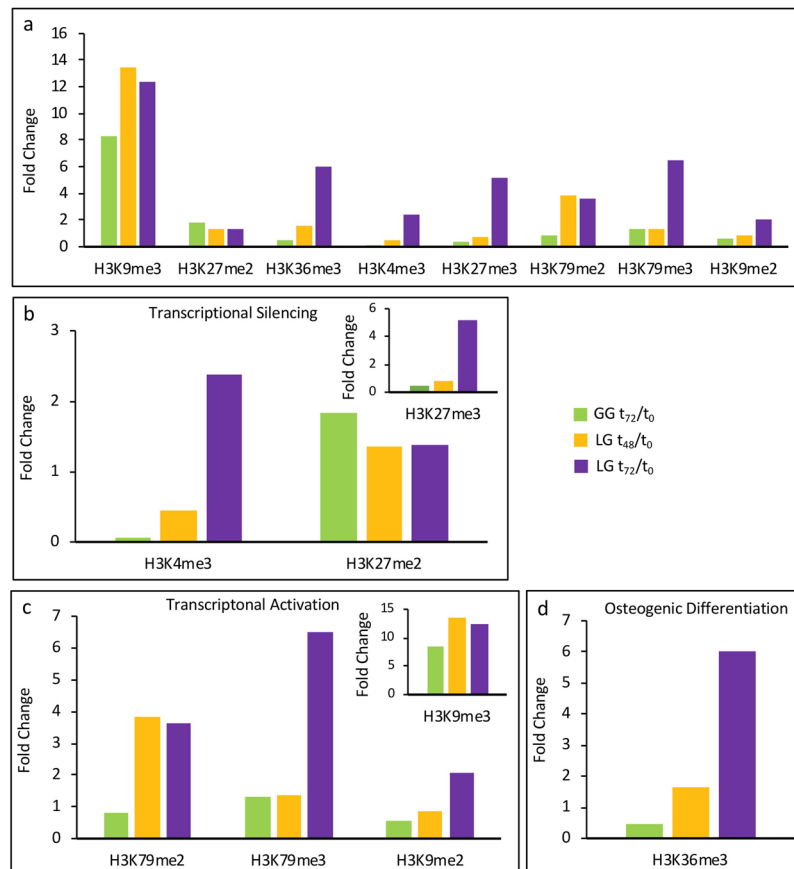 a
16
14
12
10
8
6
4
2
0
Fold Change
H3K9me3 H3K27me2 H3K36me3 H3K4me3 H3K27me3 H3K79me2 H3K79me3 H3K9me2
b
Transcriptional Silencing
3
2
1
0
Fold Change
H3K4me3 H3K27me2
6
4
2
0
Fold Change
H3K27me3
GG t72/t0
LG t48/t0
LG t72/t0
c
Transcriptonal Activation
7
6
5
4
3
2
1
0
Fold Change
H3K79me2 H3K79me3 H3K9me2
15
10
5
0
Fold Change
H3K9me3
d
Osteogenic Differentiation
7
6
5
4
3
2
1
0
Fold Change
H3K36me3